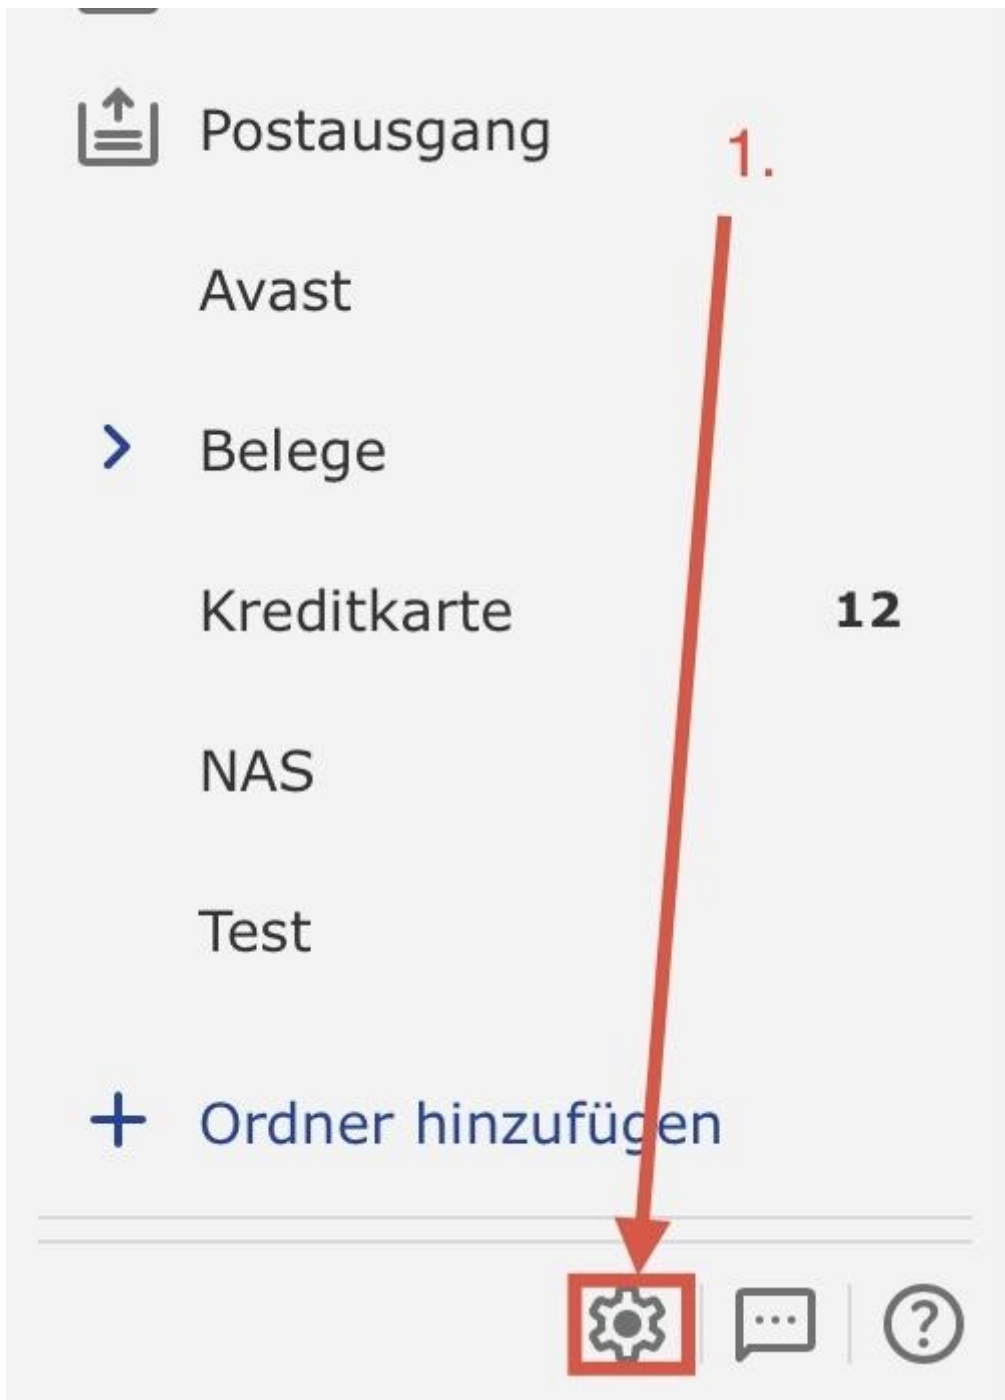 Postausgang
1.
Avast
Belege
Kreditkarte 12
NAS
Test
Ordner hinzufügen